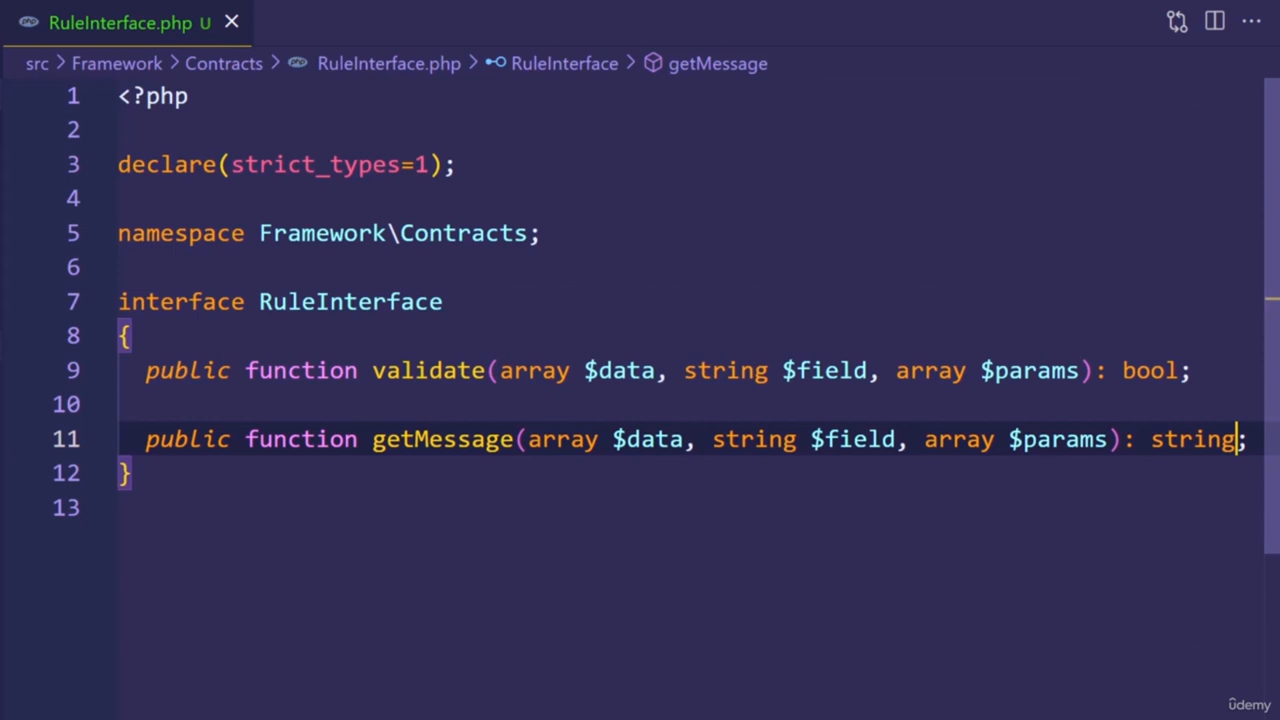 RuleInterface.php U
src > Framework > Contracts > RuleInterface.php > RuleInterface > getMessage
1 <?php
2
3 declare(strict_types=1);
4
5 namespace Framework\Contracts;
6
7 interface RuleInterface
8 {
9 public function validate(array $data, string $field, array $params): bool;
10
11 public function getMessage(array $data, string $field, array $params): string;
12 }
13
ûdemy